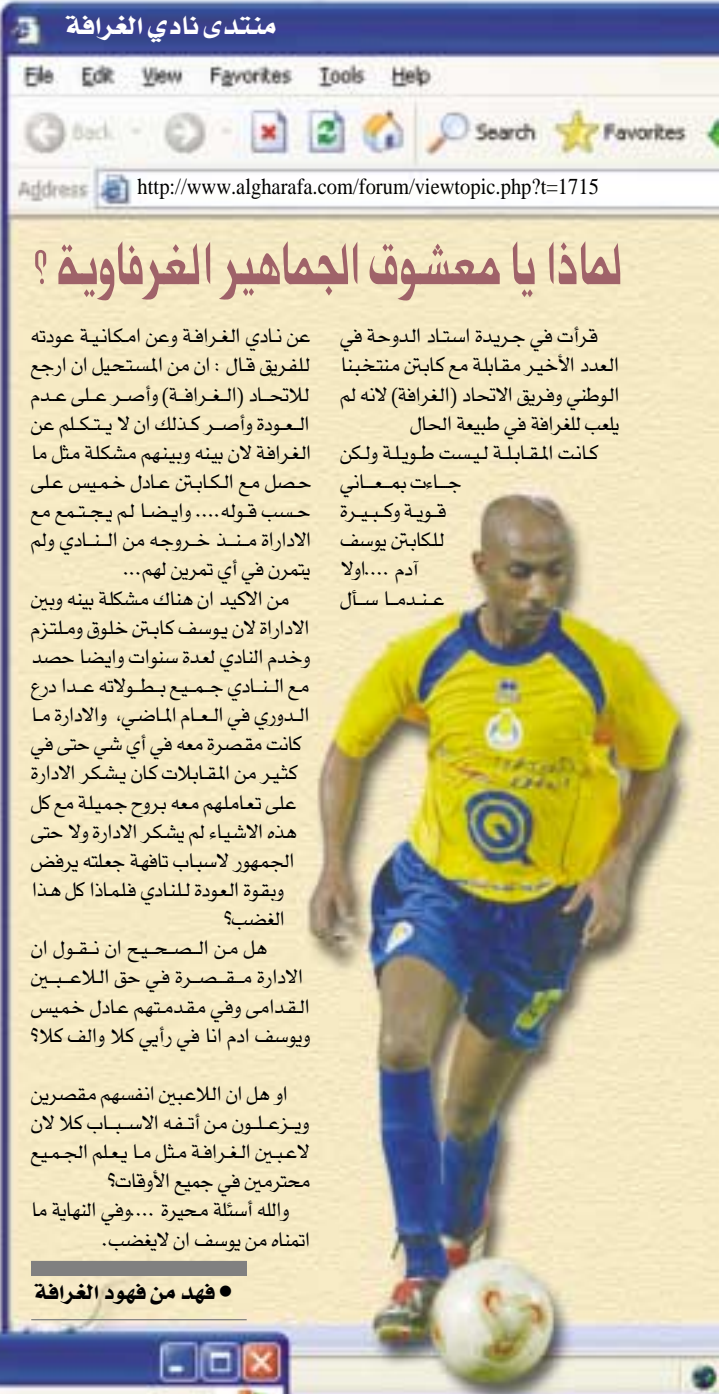 منتدى نادي الغرافة
File Edit View Favorites Tools Help
Back Search Favorites
Address http://www.algharafa.com/forum/viewtopic.php?t=1715
لماذا يا معشوق الجماهير الغرفاوية ؟
قرأت في جريدة استاد الدوحة في
العدد الأخير مقابلة مع كابتن منتخبنا
الوطني وفريق الاتحاد (الغرافة) لانه لم
يلعب للغرافة في طبيعة الحال
كانت المقابلة ليست طويلة ولكن
جاءت بمعاني
قوية وكبيرة
للكابتن يوسف
آدم ....اولا
عندما سأل
عن نادي الغرافة وعن امكانية عودته
للفريق قال : ان من المستحيل ان ارجع
للاتحاد (الغرافة) وأصر على عدم
العودة وأصر كذلك ان لا يتكلم عن
الغرافة لان بينه وبينهم مشكلة مثل ما
حصل مع الكابتن عادل خميس على
حسب قوله.... وايضا لم يجتمع مع
الاداراة منذ خروجه من النادي ولم
يتمرن في أي تمرين لهم...
من الاكيد ان هناك مشكلة بينه وبين
الاداراة لان يوسف كابتن خلوق وملتزم
وخدم النادي لعدة سنوات وايضا حصد
مع النادي جميع بطولاته عدا درع
الدوري في العام الماضي، والادارة ما
كانت مقصرة معه في أي شي حتى في
كثير من المقابلات كان يشكر الادارة
على تعاملهم معه بروح جميلة مع كل
هذه الاشياء لم يشكر الادارة ولا حتى
الجمهور لاسباب تافهة جعلته يرفض
وبقوة العودة للنادي فلماذا كل هذا
الغضب؟
هل من الصحيح ان نقول ان
الادارة مقصرة في حق اللاعبين
القدامى وفي مقدمتهم عادل خميس
ويوسف ادم انا في رأيي كلا والف كلا؟
او هل ان اللاعبين انفسهم مقصرين
ويزعلون من أتفه الاسباب كلا لان
لاعبين الغرافة مثل ما يعلم الجميع
محترمين في جميع الأوقات؟
والله أسئلة محيرة ....وفي النهاية ما
اتمناه من يوسف ان لايغضب.
● فهد من فهود الغرافة